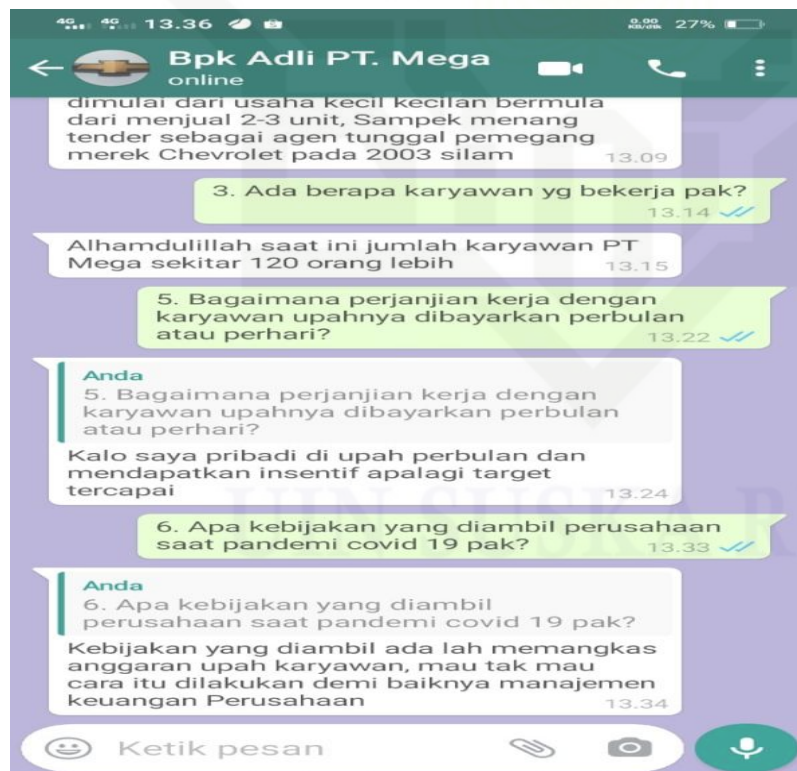 4G 4G 13.36 0.00 KB/dtk 27%
Bpk Adli PT. Mega
online
dimulai dari usaha kecil kecilan bermula
dari menjual 2-3 unit, Sampek menang
tender sebagai agen tunggal pemegang
merek Chevrolet pada 2003 silam 13.09
3. Ada berapa karyawan yg bekerja pak?
13.14
Alhamdulillah saat ini jumlah karyawan PT
Mega sekitar 120 orang lebih 13.15
5. Bagaimana perjanjian kerja dengan
karyawan upahnya dibayarkan perbulan
atau perhari? 13.22
Anda
5. Bagaimana perjanjian kerja dengan
karyawan upahnya dibayarkan perbulan
atau perhari?
Kalo saya pribadi di upah perbulan dan
mendapatkan insentif apalagi target
tercapai 13.24
UIN SUSKA R
6. Apa kebijakan yang diambil perusahaan
saat pandemi covid 19 pak? 13.33
Anda
6. Apa kebijakan yang diambil
perusahaan saat pandemi covid 19 pak?
Kebijakan yang diambil ada lah memangkas
anggaran upah karyawan, mau tak mau
cara itu dilakukan demi baiknya manajemen
keuangan Perusahaan 13.34
Ketik pesan